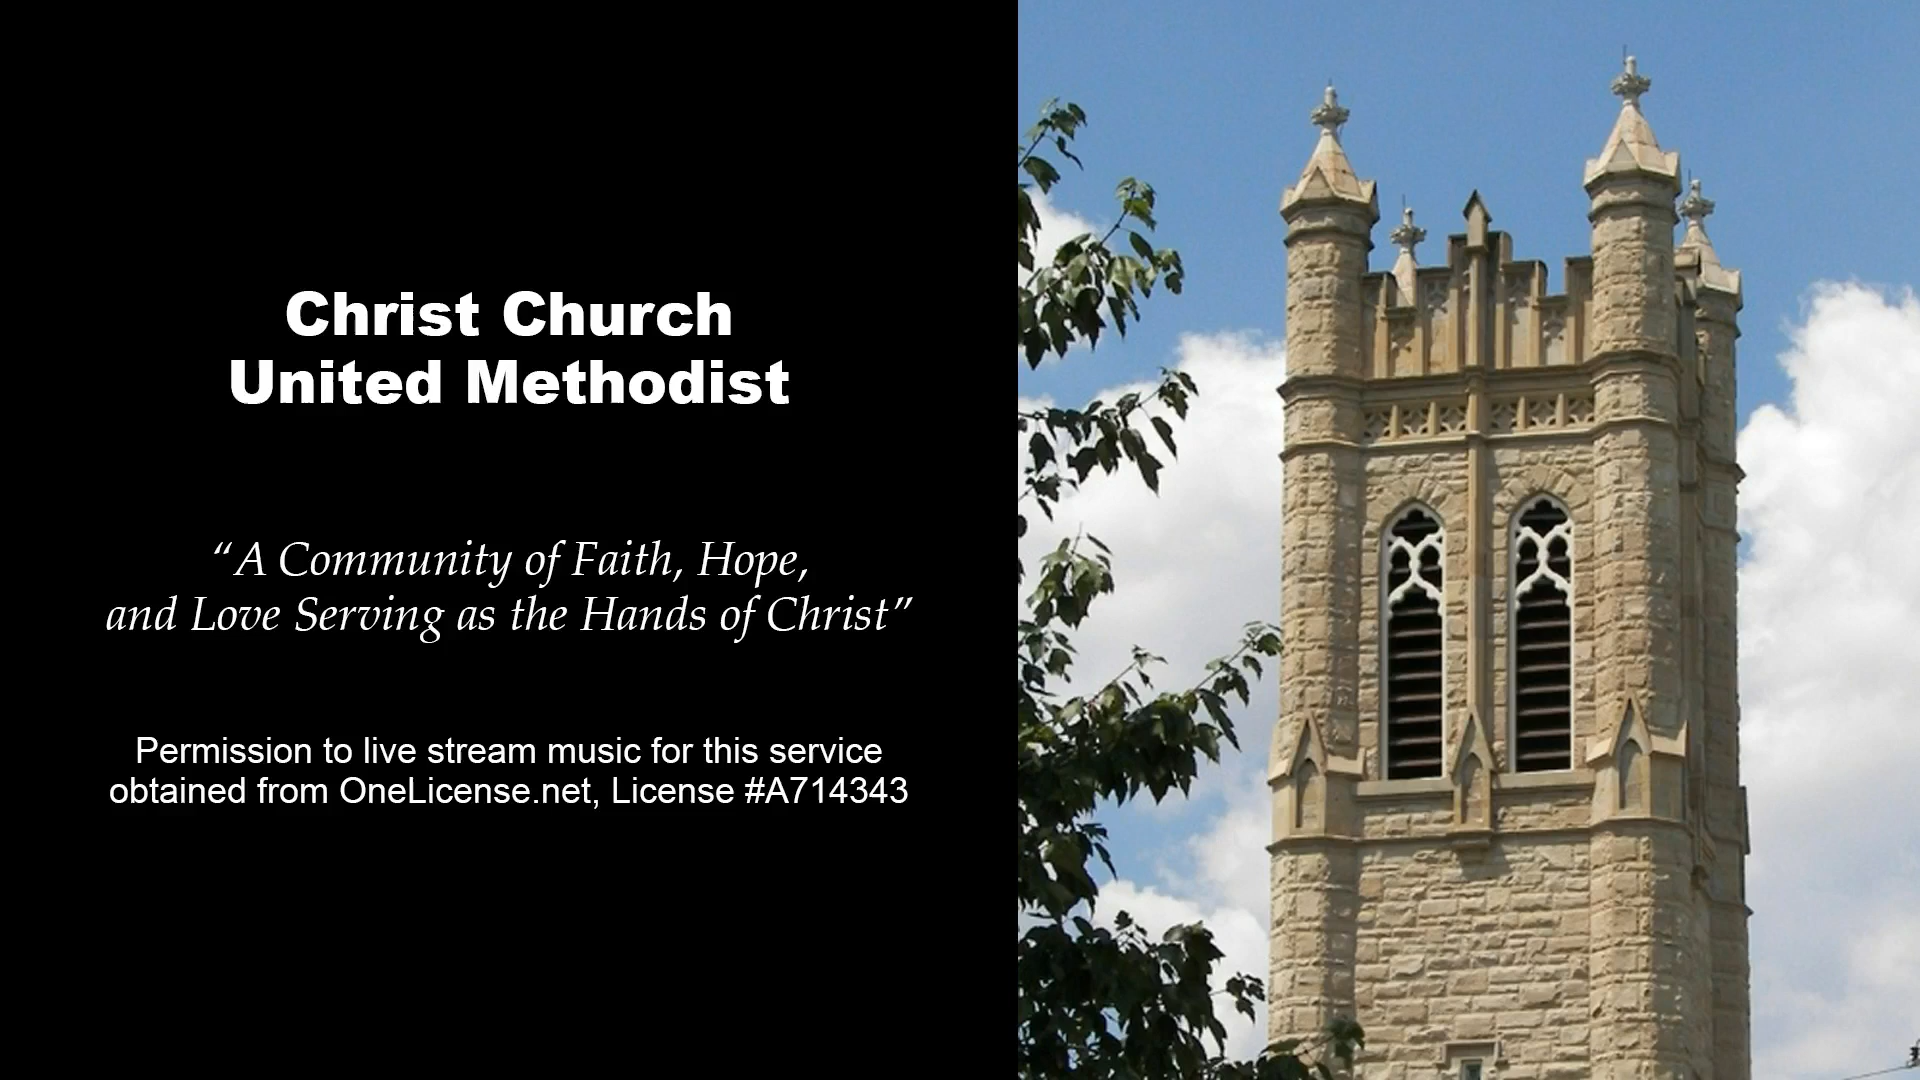 Christ Church
United Methodist
“A Community of Faith, Hope,
and Love Serving as the Hands of Christ”
Permission to live stream music for this service
obtained from OneLicense.net, License #A714343